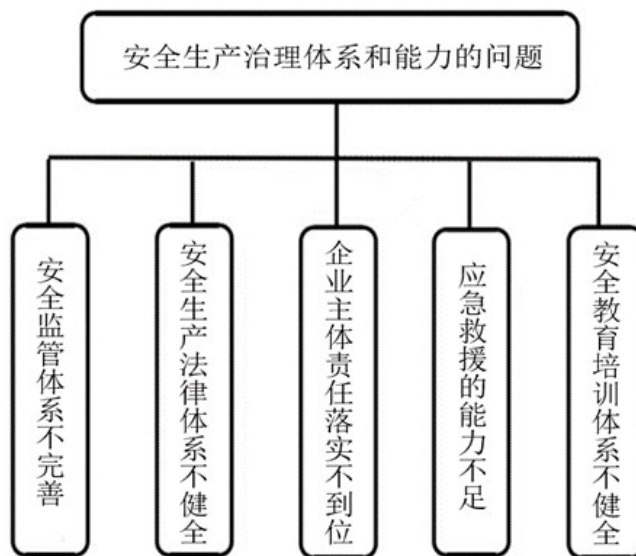 安全生产治理体系和能力的问题
安全监管体系不完善
安全生产法律体系不健全
企业主体责任落实不到位
应急救援的能力不足
安全教育培训体系不健全